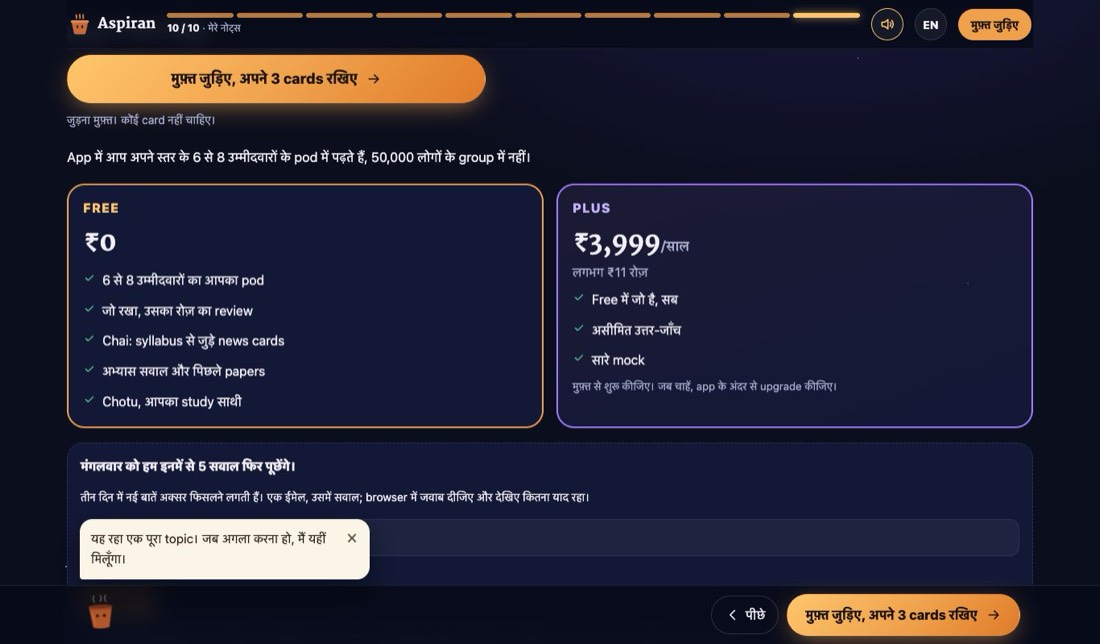 Aspiran
10 / 10 · मेरे नोट्स
EN
मुफ़्त जुड़िए
मुफ़्त जुड़िए, अपने 3 cards रखिए →
जुड़ना मुफ़्त। कोई card नहीं चाहिए।
App में आप अपने स्तर के 6 से 8 उम्मीदवारों के pod में पढ़ते हैं, 50,000 लोगों के group में नहीं।
FREE
₹0
6 से 8 उम्मीदवारों का आपका pod
जो रखा, उसका रोज़ का review
Chai: syllabus से जुड़े news cards
अभ्यास सवाल और पिछले papers
Chotu, आपका study साथी
PLUS
₹3,999/साल
लगभग ₹11 रोज़
Free में जो है, सब
असीमित उत्तर-जाँच
सारे mock
मुफ़्त से शुरू कीजिए। जब चाहें, app के अंदर से upgrade कीजिए।
मंगलवार को हम इनमें से 5 सवाल फिर पूछेंगे।
तीन दिन में नई बातें अक्सर फिसलने लगती हैं। एक ईमेल, उसमें सवाल; browser में जवाब दीजिए और देखिए कितना याद रहा।
यह रहा एक पूरा topic। जब अगला करना हो, मैं यहीं
मिलूँगा।
पीछे
मुफ़्त जुड़िए, अपने 3 cards रखिए →